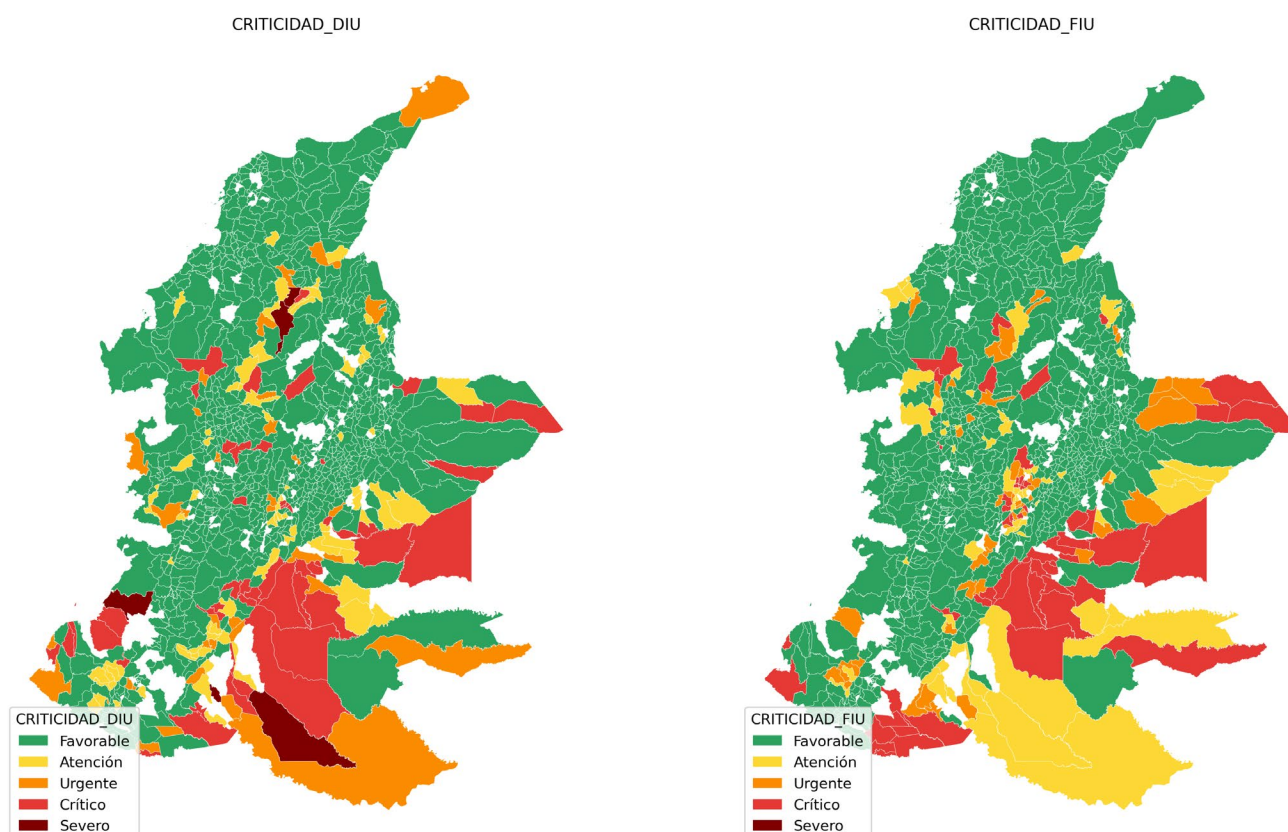 CRITICIDAD_DIU
CRITICIDAD_DIU
Favorable
Atención
Urgente
Crítico
Severo
CRITICIDAD_FIU
CRITICIDAD_FIU
Favorable
Atención
Urgente
Crítico
Severo